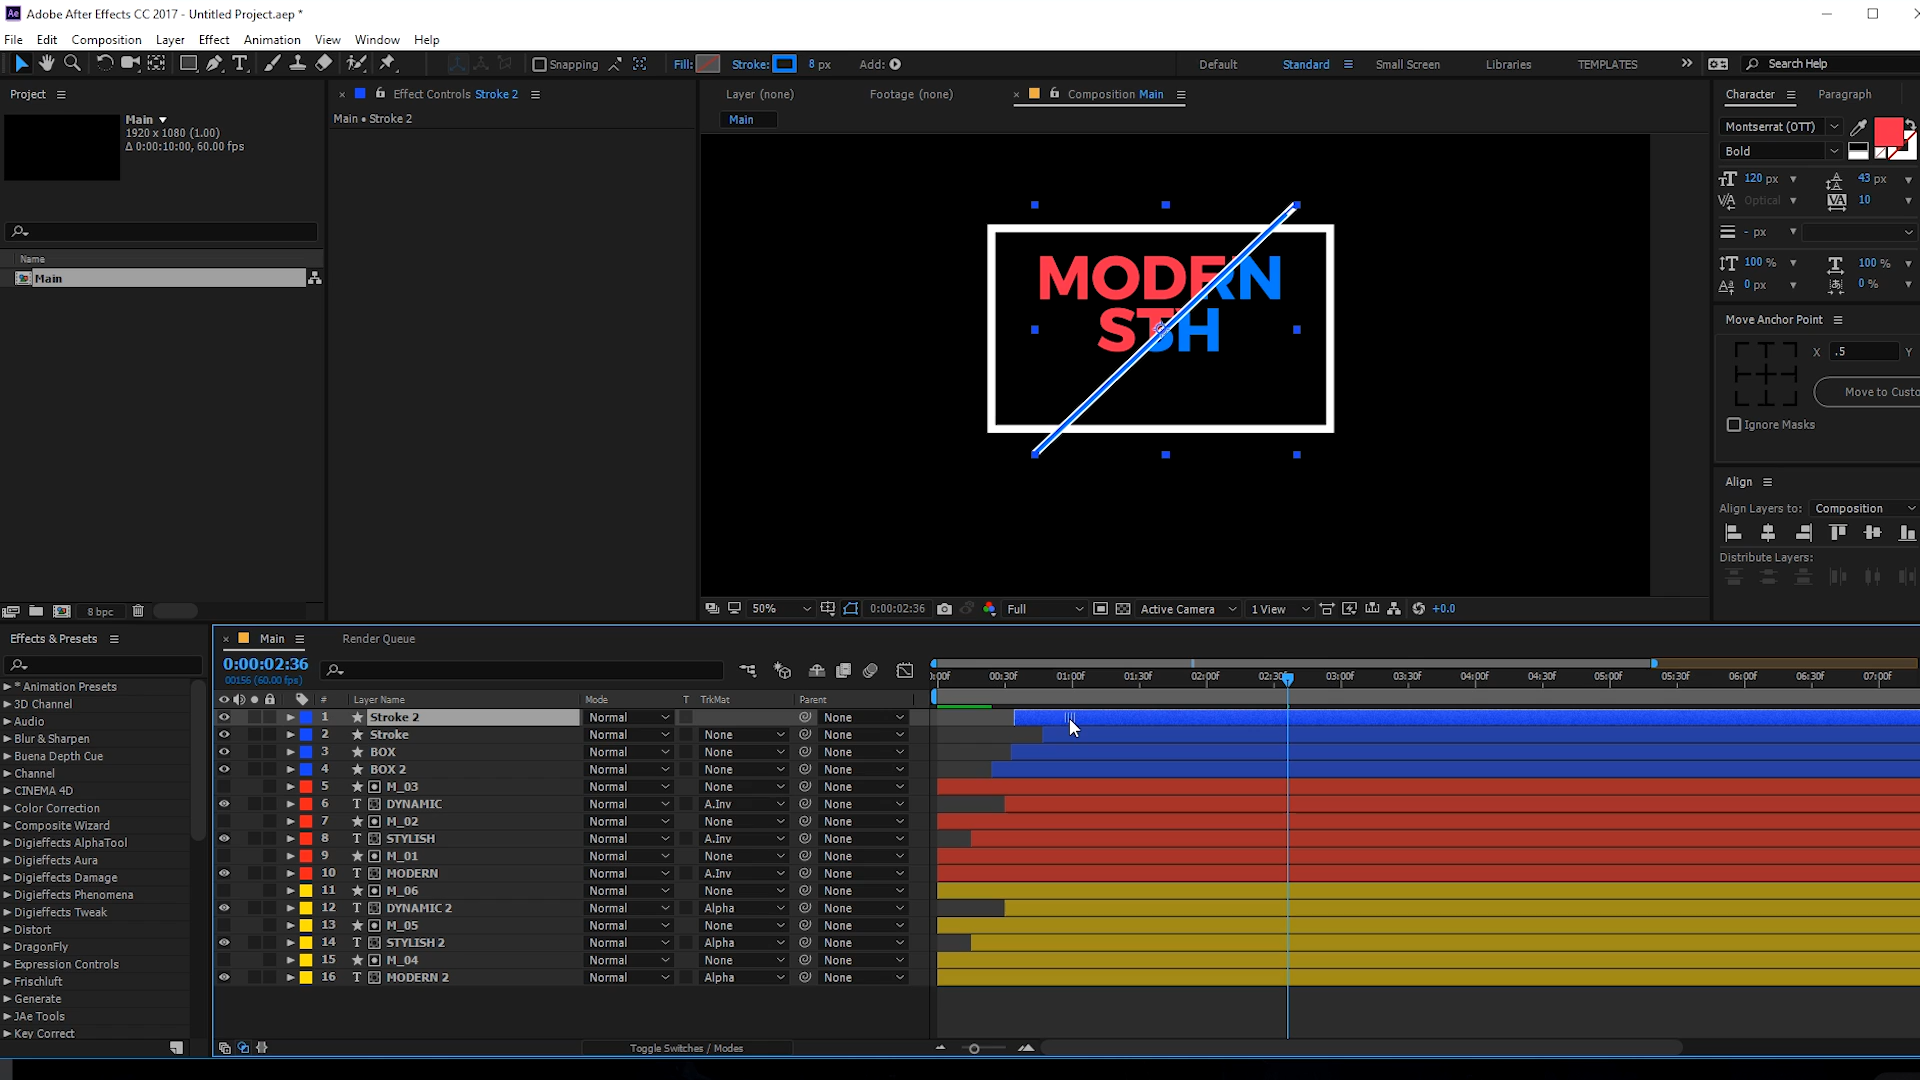 Ae Adobe After Effects CC 2017 - Untitled Project.aep *
File Edit Composition Layer Effect Animation View Window Help
Snapping Fill: Stroke: 8 px Add: Default Standard Small Screen Libraries TEMPLATES Search Help
Project
Effect Controls Stroke 2
Layer (none) Footage (none) Composition Main
Character Paragraph
Main
1920 x 1080 (1.00)
Δ 0:00:10:00, 60.00 fps
Main • Stroke 2
Main
Montserrat (OTT)
Bold
120 px 43 px
Optical 10
- px
100 % 100 %
0 px 0 %
Name
Main
MODERN
Move Anchor Point
X .5 Y
Move to Custo
Ignore Masks
Align
Align Layers to: Composition
Distribute Layers:
8 bpc
50% 0:00:02:36 Full Active Camera 1 View +0.0
Effects & Presets
* Animation Presets
3D Channel
Audio
Blur & Sharpen
Buena Depth Cue
Channel
CINEMA 4D
Color Correction
Composite Wizard
Digieffects AlphaTool
Digieffects Aura
Digieffects Damage
Digieffects Phenomena
Digieffects Tweak
Distort
DragonFly
Expression Controls
Frischluft
Generate
JAe Tools
Key Correct
Main Render Queue
0:00:02:36
00156 (60.00 fps)
:00f 00:30f 01:00f 01:30f 02:00f 02:30f 03:00f 03:30f 04:00f 04:30f 05:00f 05:30f 06:00f 06:30f 07:00f
# Layer Name Mode T TrkMat Parent
1 Stroke 2 Normal None
2 Stroke Normal None None
3 BOX Normal None None
4 BOX 2 Normal None None
5 M_03 Normal None None
6 T DYNAMIC Normal A.Inv None
7 M_02 Normal None None
8 T STYLISH Normal A.Inv None
9 M_01 Normal None None
10 T MODERN Normal A.Inv None
11 M_06 Normal None None
12 T DYNAMIC 2 Normal Alpha None
13 M_05 Normal None None
14 T STYLISH 2 Normal Alpha None
15 M_04 Normal None None
16 T MODERN 2 Normal Alpha None
Toggle Switches / Modes